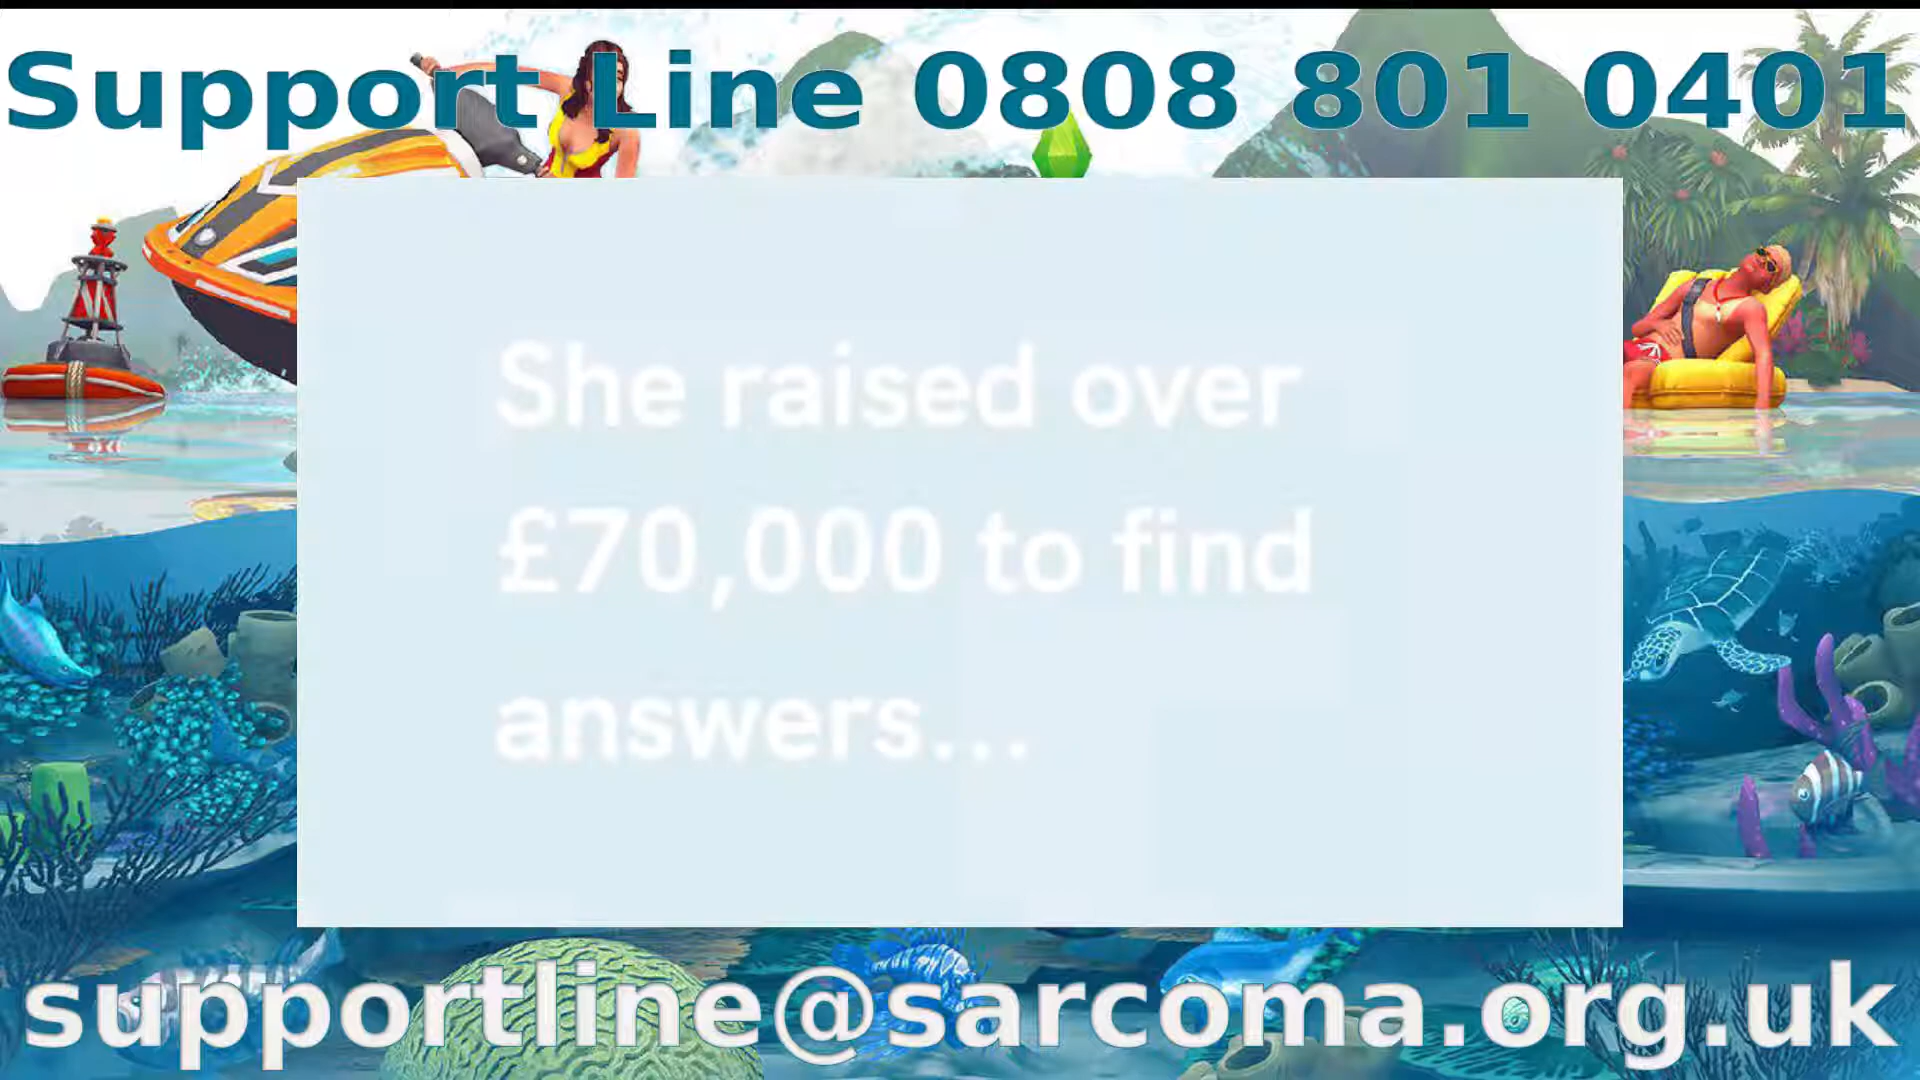 Support Line 0808 801 0401
She raised over
£70,000 to find
answers...
supportline@sarcoma.org.uk